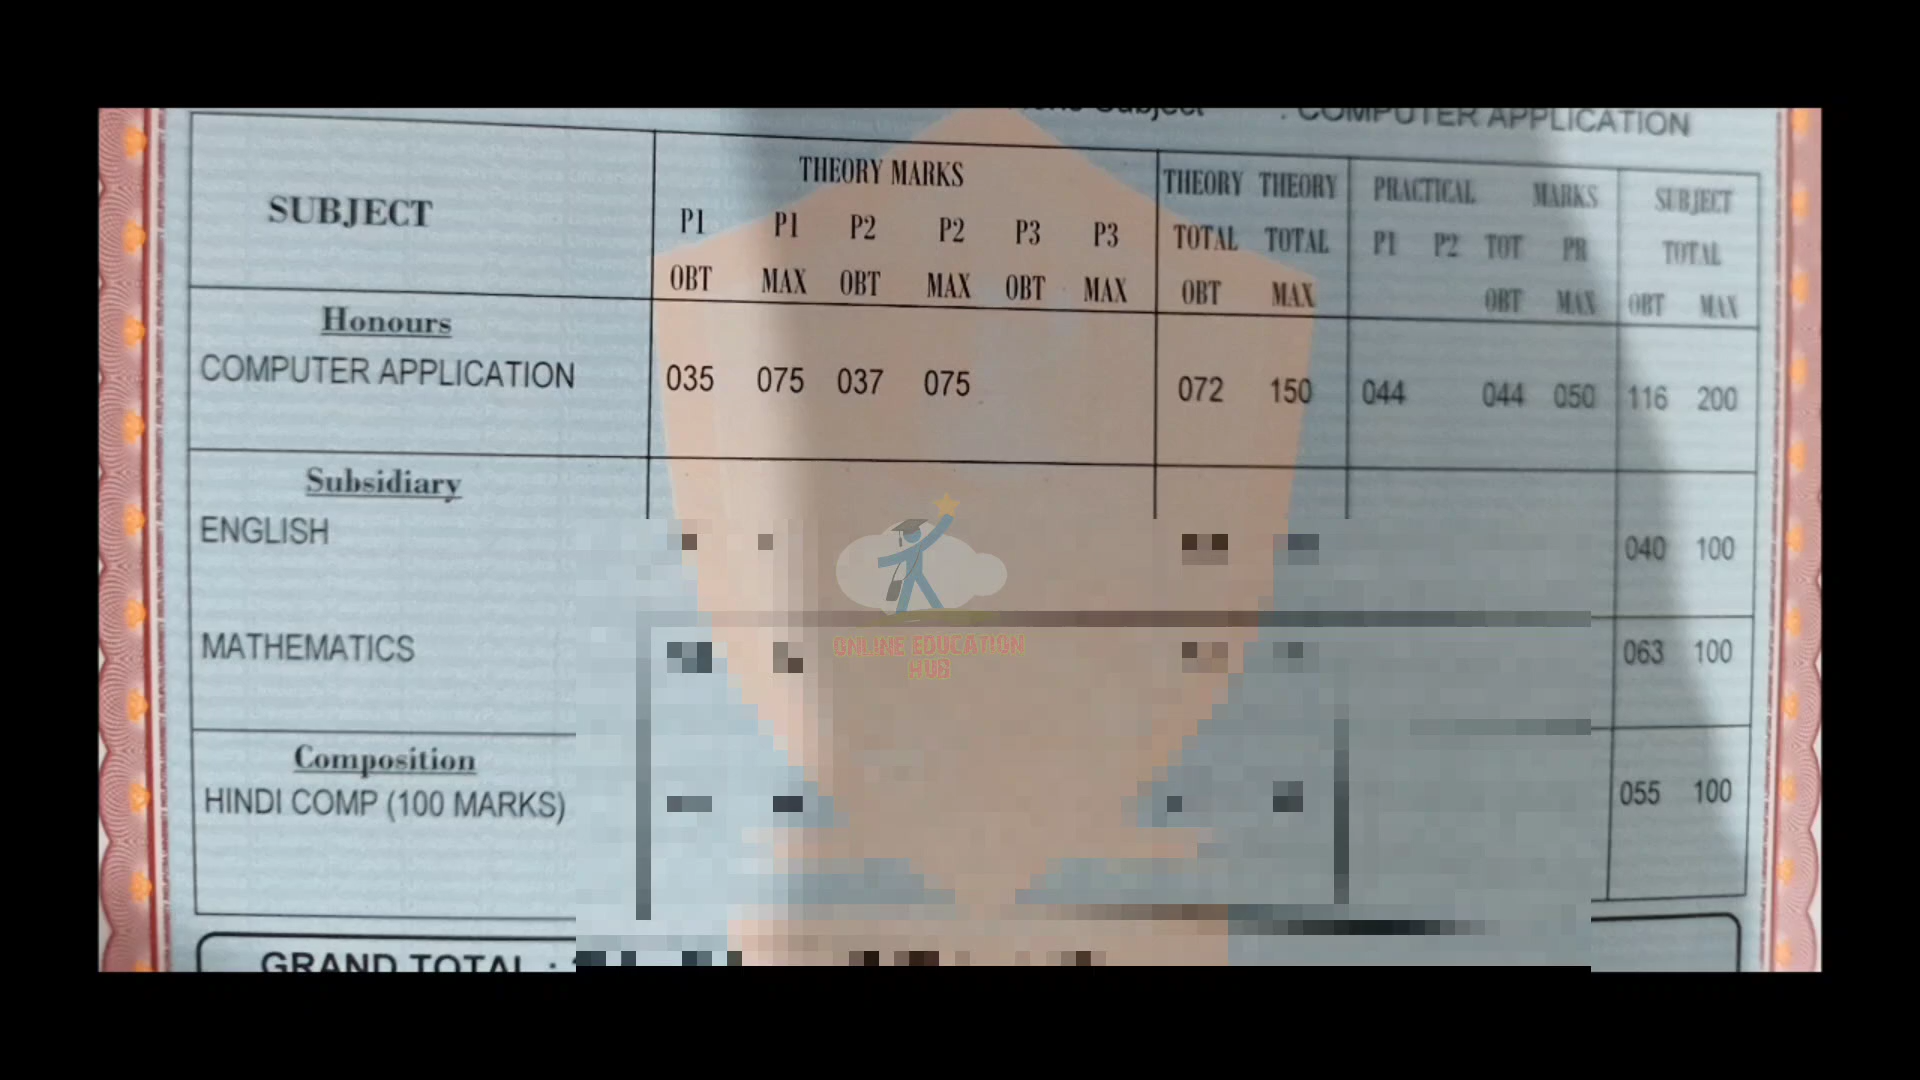 COMPUTER APPLICATION
SUBJECT
THEORY MARKS
P1 P1 P2 P2 P3 P3
OBT MAX OBT MAX OBT MAX
THEORY THEORY
TOTAL TOTAL
OBT MAX
PRACTICAL MARKS
P1 P2 TOT PR
OBT MAX
SUBJECT
TOTAL
OBT MAX
Honours
COMPUTER APPLICATION 035 075 037 075 072 150 044 044 050 116 200
Subsidiary
ENGLISH 040 100
MATHEMATICS 063 100
Composition
HINDI COMP (100 MARKS) 055 100
GRAND TOTAL :
ONLINE EDUCATION
HUB